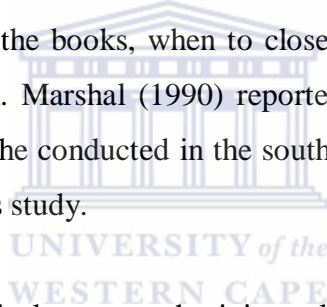 the books, when to close
. Marshal (1990) reporte
he conducted in the south
s study.
UNIVERSITY of the
WESTERN CAPE